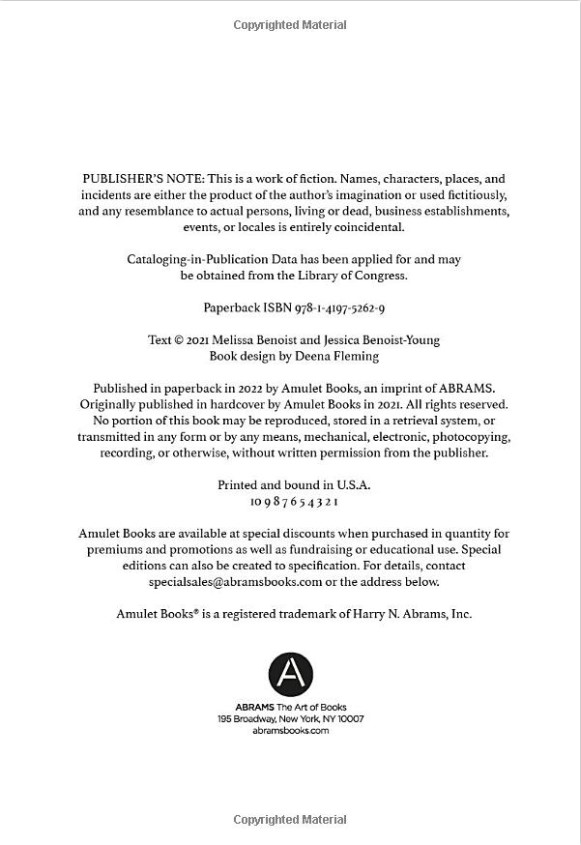 Copyrighted Material
PUBLISHER'S NOTE: This is a work of fiction. Names, characters, places, and
incidents are either the product of the author's imagination or used fictitiously,
and any resemblance to actual persons, living or dead, business establishments,
events, or locales is entirely coincidental.
Cataloging-in-Publication Data has been applied for and may
be obtained from the Library of Congress.
Paperback ISBN 978-1-4197-5262-9
Text © 2021 Melissa Benoist and Jessica Benoist-Young
Book design by Deena Fleming
Published in paperback in 2022 by Amulet Books, an imprint of ABRAMS.
Originally published in hardcover by Amulet Books in 2021. All rights reserved.
No portion of this book may be reproduced, stored in a retrieval system, or
transmitted in any form or by any means, mechanical, electronic, photocopying,
recording, or otherwise, without written permission from the publisher.
Printed and bound in U.S.A.
10 9 8 7 6 5 4 3 2 1
Amulet Books are available at special discounts when purchased in quantity for
premiums and promotions as well as fundraising or educational use. Special
editions can also be created to specification. For details, contact
specialsales@abramsbooks.com or the address below.
Amulet Books® is a registered trademark of Harry N. Abrams, Inc.
A
ABRAMS The Art of Books
195 Broadway, New York, NY 10007
abramsbooks.com
Copyrighted Material